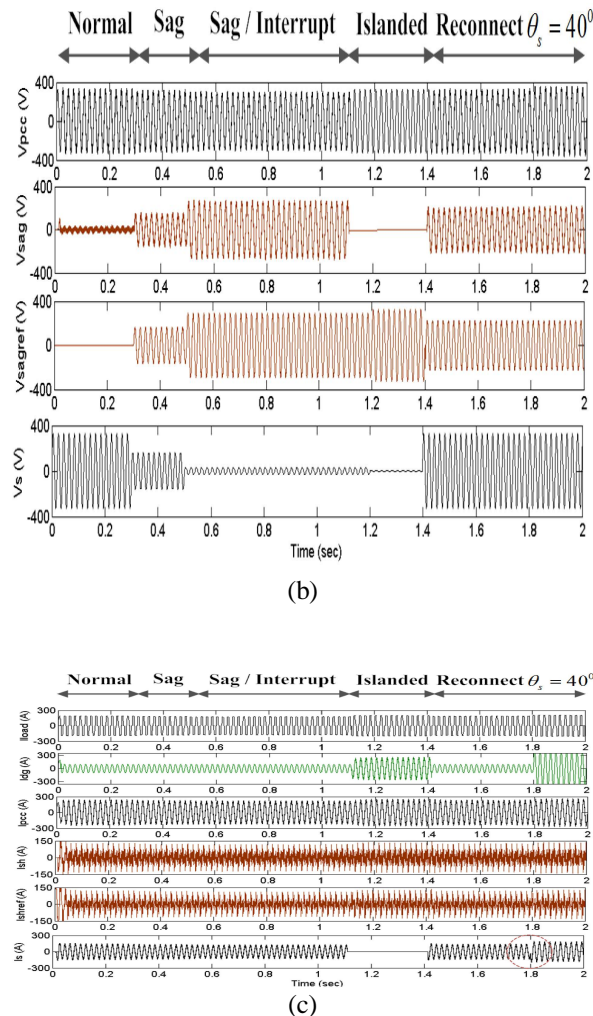 Normal Sag Sag / Interrupt Islanded Reconnect θs = 40⁰
400
0
-400
Vpcc (V)
0 0.2 0.4 0.6 0.8 1 1.2 1.4 1.6 1.8 2
400
0
-400
Vsag (V)
0 0.2 0.4 0.6 0.8 1 1.2 1.4 1.6 1.8 2
400
0
-400
Vsagref (V)
0 0.2 0.4 0.6 0.8 1 1.2 1.4 1.6 1.8 2
400
0
-400
Vs (V)
0 0.2 0.4 0.6 0.8 1 1.2 1.4 1.6 1.8 2
Time (sec)
(b)
Normal Sag Sag / Interrupt Islanded Reconnect θs = 40⁰
300
0
-300
Iload (A)
0 0.2 0.4 0.6 0.8 1 1.2 1.4 1.6 1.8 2
300
0
-300
Idg (A)
0 0.2 0.4 0.6 0.8 1 1.2 1.4 1.6 1.8 2
300
0
-300
Ipcc (A)
0 0.2 0.4 0.6 0.8 1 1.2 1.4 1.6 1.8 2
150
0
-150
Ish (A)
0 0.2 0.4 0.6 0.8 1 1.2 1.4 1.6 1.8 2
150
0
-150
Ishref (A)
0 0.2 0.4 0.6 0.8 1 1.2 1.4 1.6 1.8 2
300
0
-300
Is (A)
0 0.2 0.4 0.6 0.8 1 1.2 1.4 1.6 1.8 2
Time (sec)
(c)